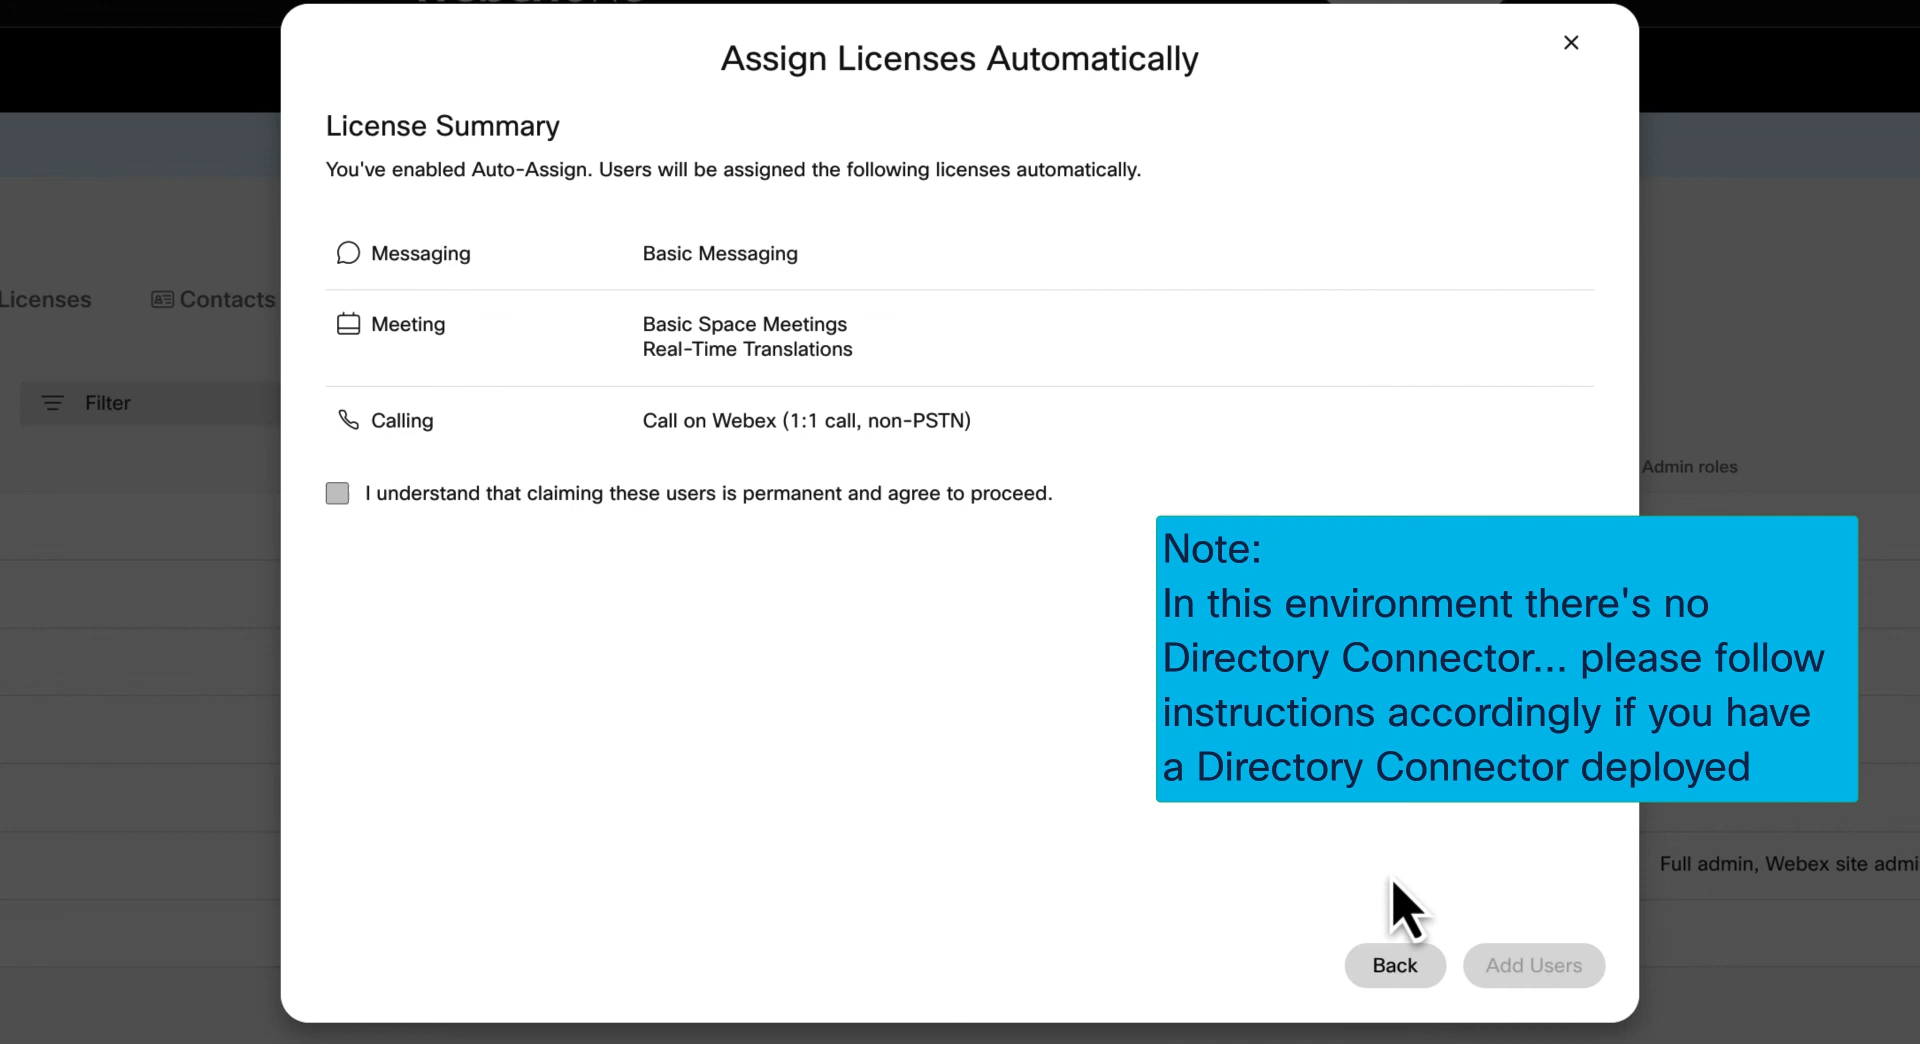 Assign Licenses Automatically
License Summary
You've enabled Auto-Assign. Users will be assigned the following licenses automatically.
Messaging
Basic Messaging
Licenses
Contacts
Meeting
Basic Space Meetings
Real-Time Translations
Filter
Calling
Call on Webex (1:1 call, non-PSTN)
Admin roles
I understand that claiming these users is permanent and agree to proceed.
Note:
In this environment there's no
Directory Connector... please follow
instructions accordingly if you have
a Directory Connector deployed
Full admin, Webex site admi
Back
Add Users